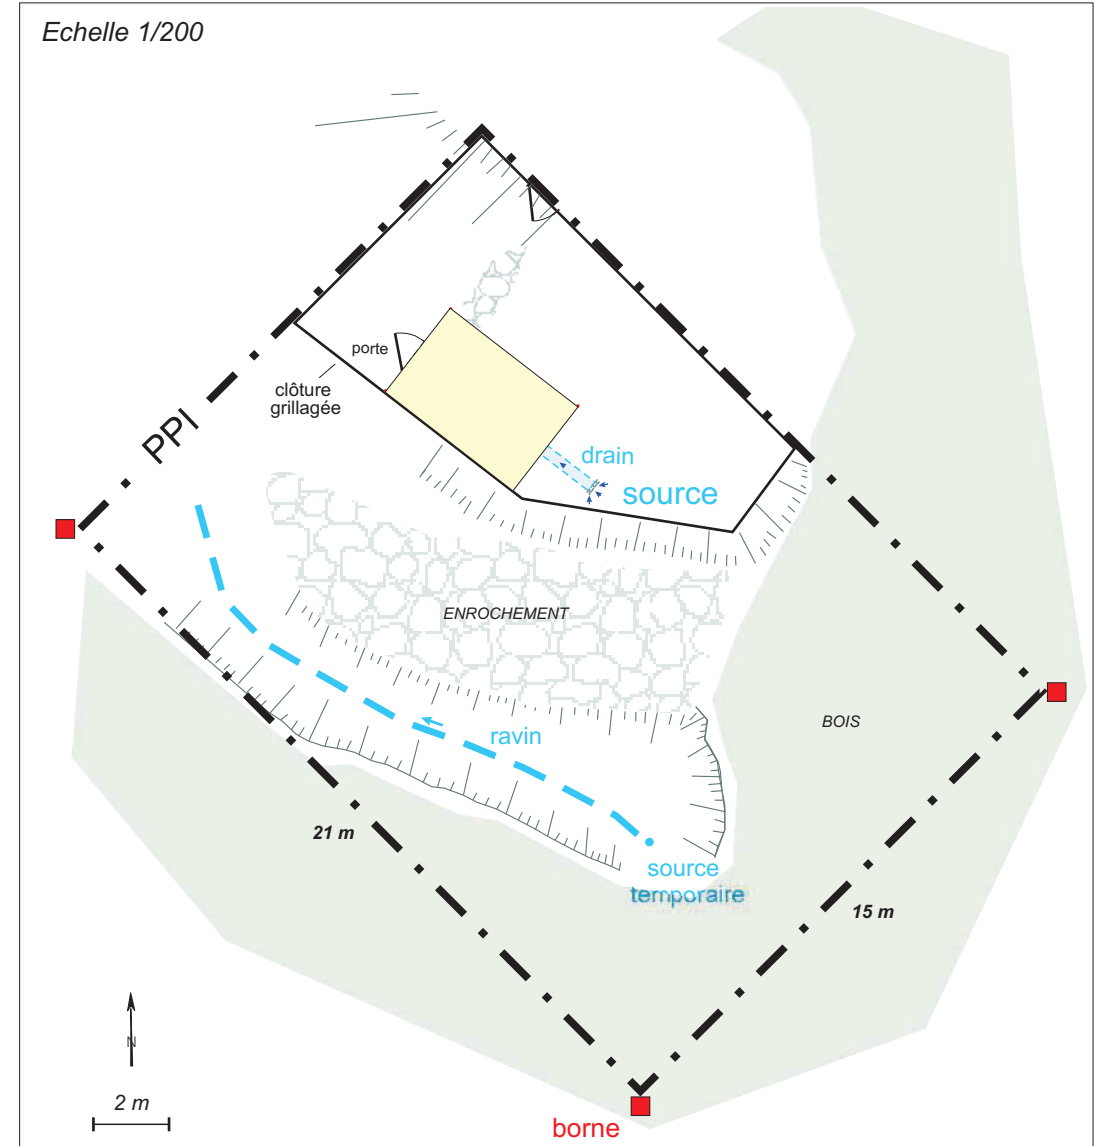 Echelle 1/200
porte
clôture
grillagée
PPI
drain
source
ENROCHEMENT
BOIS
ravin
21 m
source
temporaire
15 m
N
2 m
borne